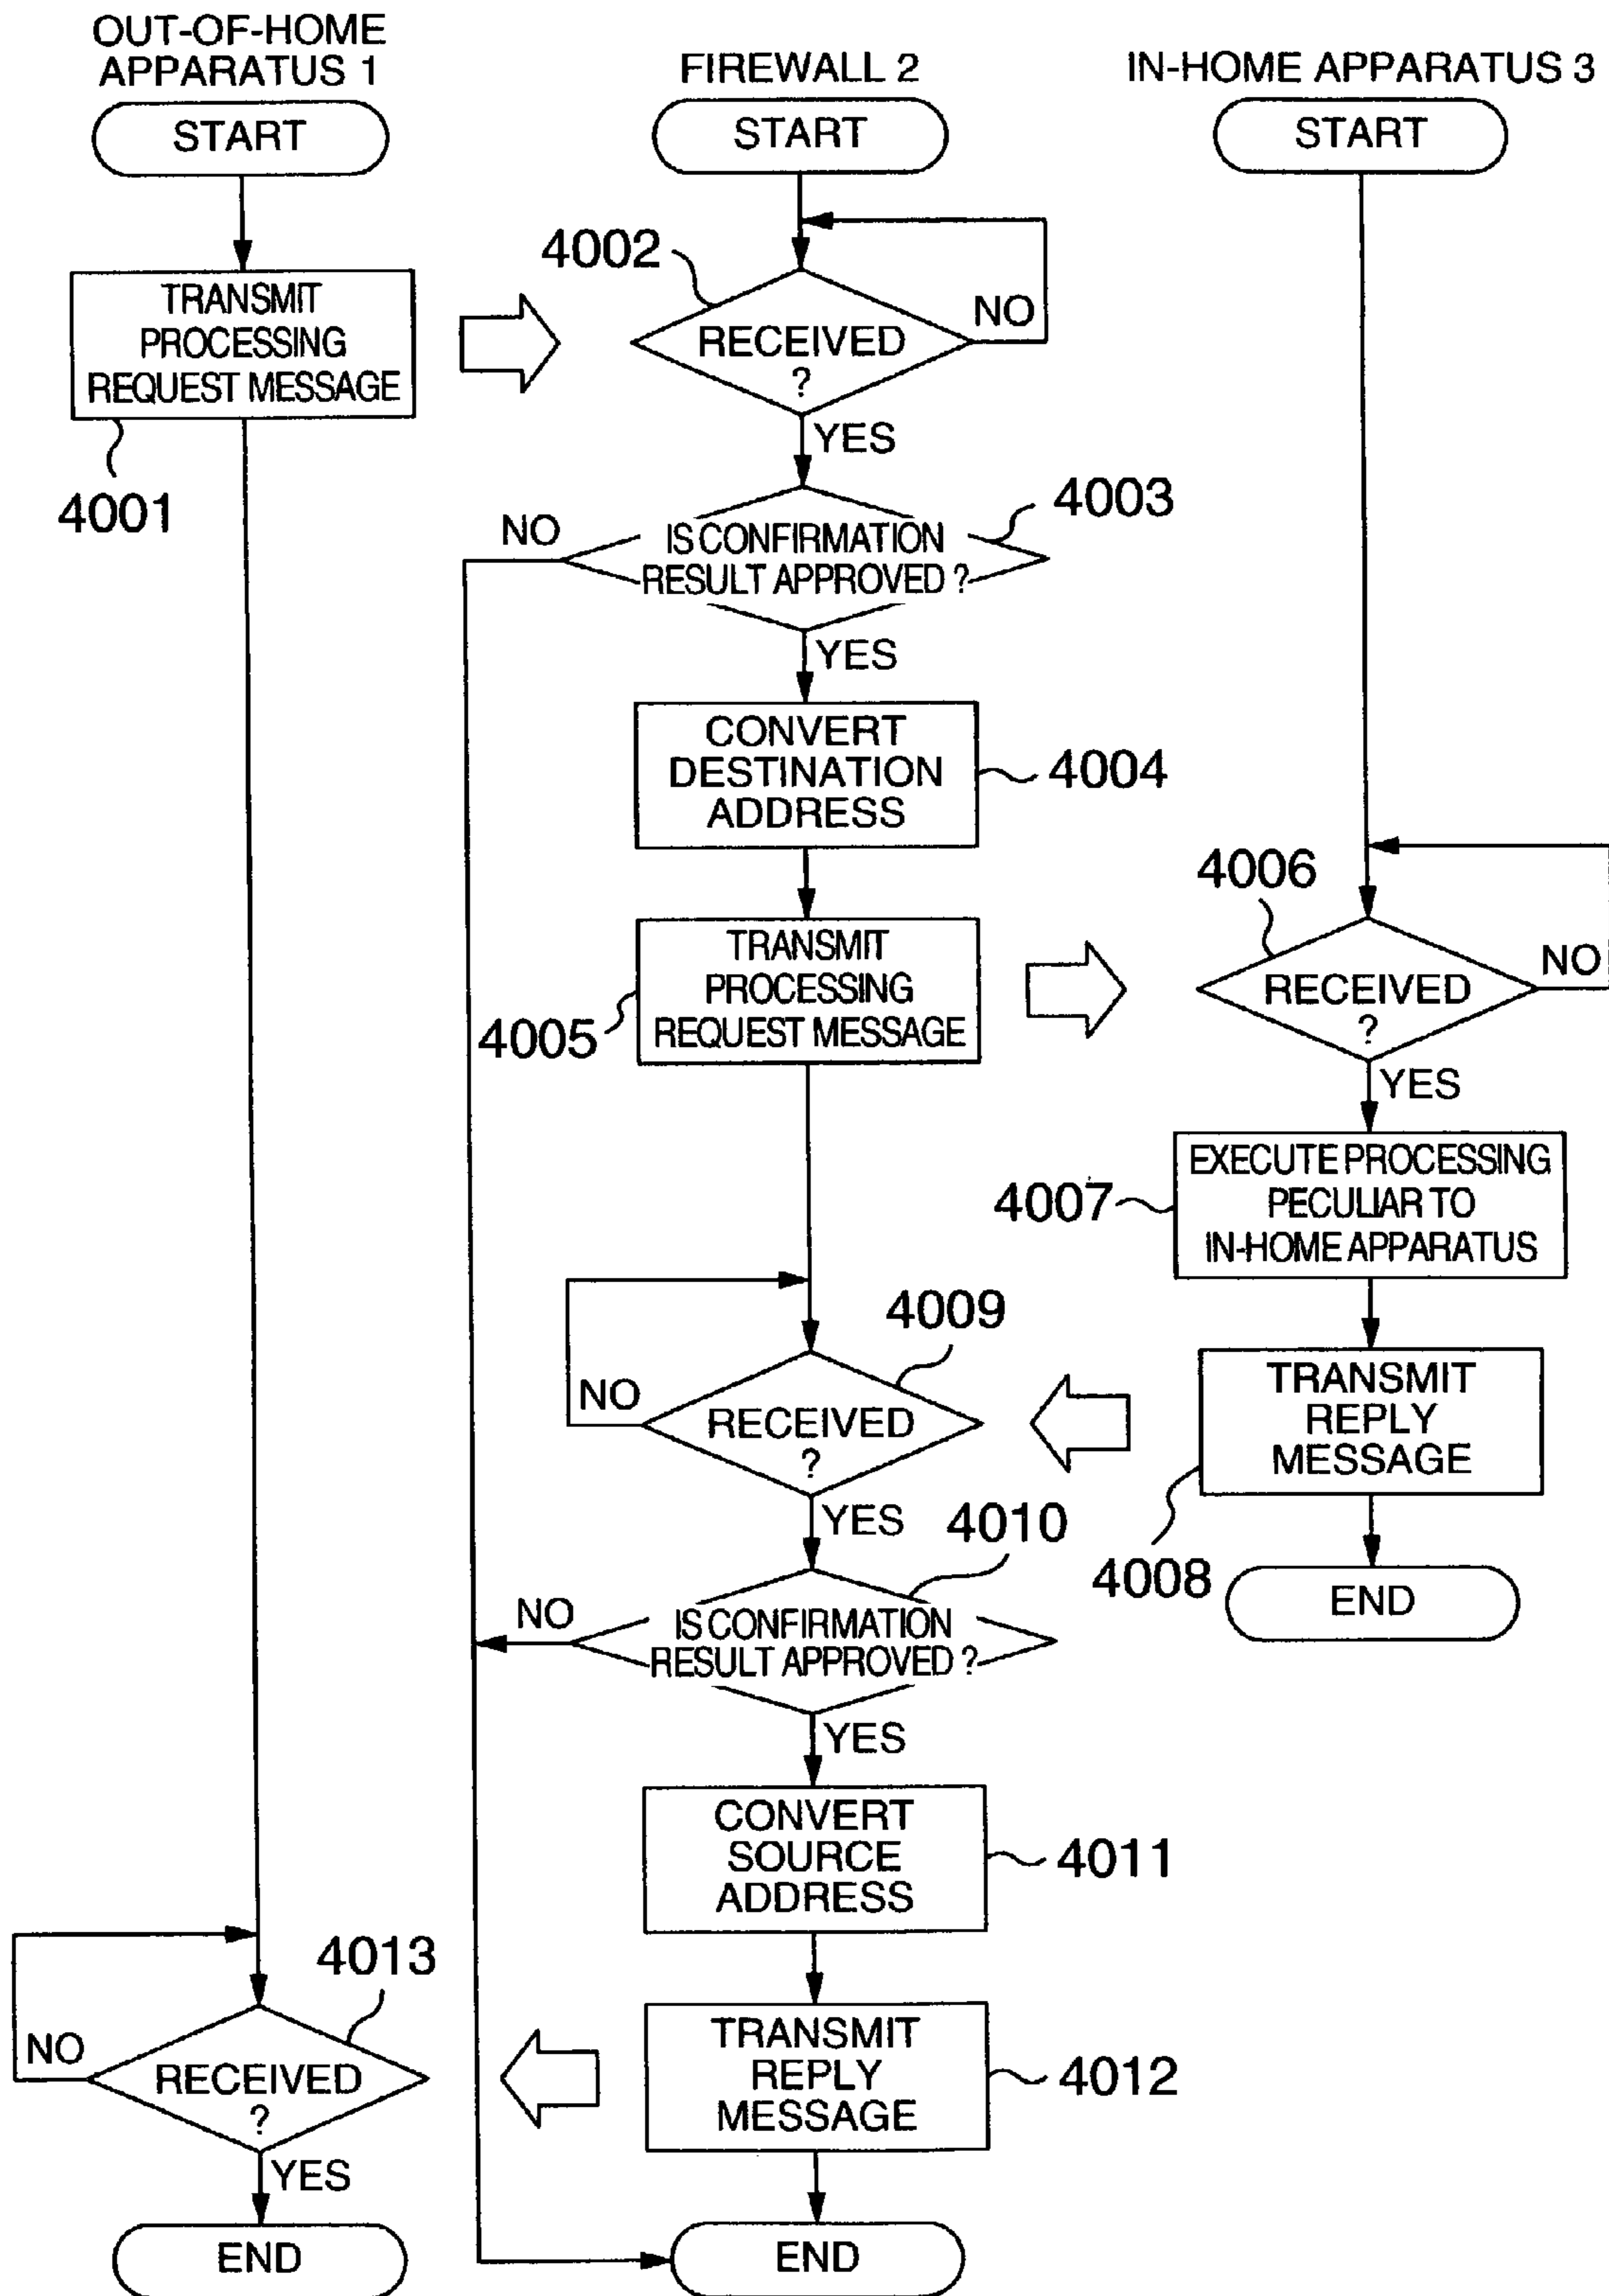 OUT-OF-HOME
APPARATUS 1
FIREWALL 2
IN-HOME APPARATUS 3
START
START
START
TRANSMIT
PROCESSING
REQUEST MESSAGE
4001
4002
RECEIVED
?
NO
YES
4003
IS CONFIRMATION
RESULT APPROVED ?
NO
YES
CONVERT
DESTINATION
ADDRESS
4004
TRANSMIT
PROCESSING
REQUEST MESSAGE
4005
4006
RECEIVED
?
NO
YES
EXECUTE PROCESSING
PECULIAR TO
IN-HOME APPARATUS
4007
TRANSMIT
REPLY
MESSAGE
4008
END
4009
RECEIVED
?
NO
YES
4010
IS CONFIRMATION
RESULT APPROVED ?
NO
YES
CONVERT
SOURCE
ADDRESS
4011
TRANSMIT
REPLY
MESSAGE
4012
4013
RECEIVED
?
NO
YES
END
END